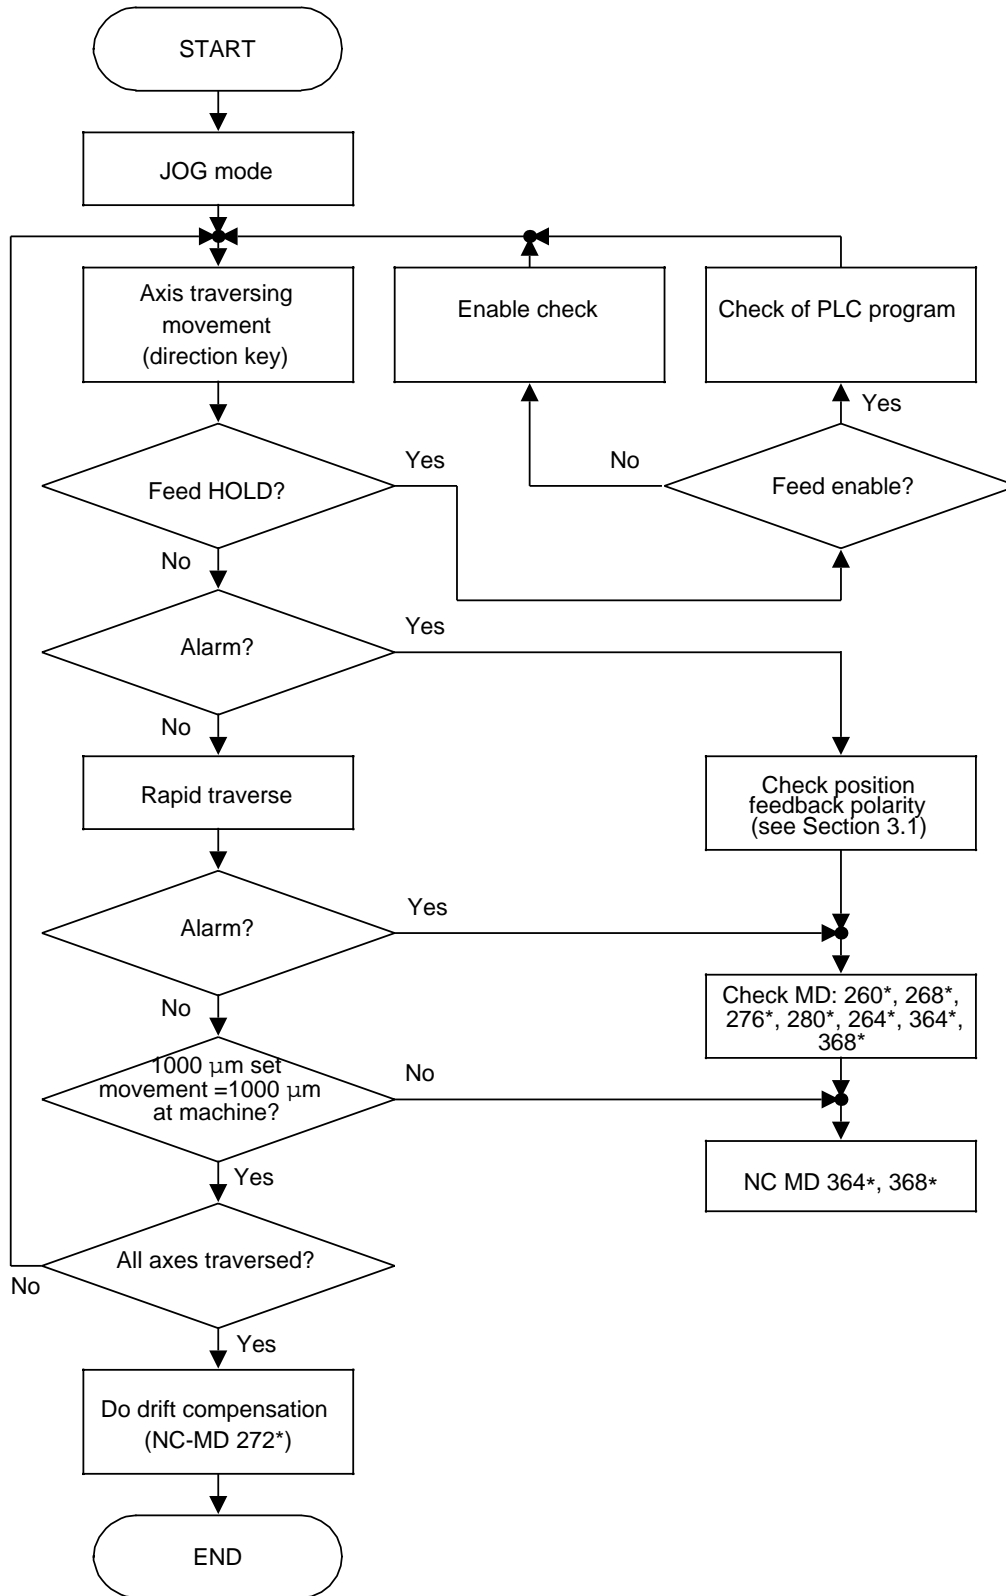 START
JOG mode
Axis traversing
movement
(direction key)
Enable check
Check of PLC program
Yes
No
Feed enable?
Yes
Feed HOLD?
No
Yes
Alarm?
No
Rapid traverse
Check position
feedback polarity
(see Section 3.1)
Yes
Alarm?
No
Check MD: 260*, 268*,
276*, 280*, 264*, 364*,
368*
1000 μm set
movement =1000 μm
at machine?
No
Yes
NC MD 364*, 368*
All axes traversed?
No
Yes
Do drift compensation
(NC-MD 272*)
END